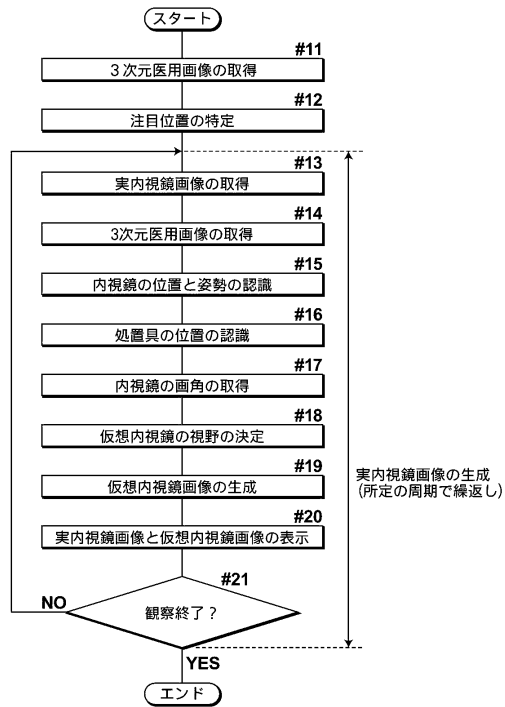 スタート
#11
3次元医用画像の取得
#12
注目位置の特定
#13
実内視鏡画像の取得
#14
3次元医用画像の取得
#15
内視鏡の位置と姿勢の認識
#16
処置具の位置の認識
#17
内視鏡の画角の取得
#18
仮想内視鏡の視野の決定
#19
仮想内視鏡画像の生成
#20
実内視鏡画像と仮想内視鏡画像の表示
実内視鏡画像の生成
(所定の周期で繰返し)
#21
観察終了？
NO
YES
エンド